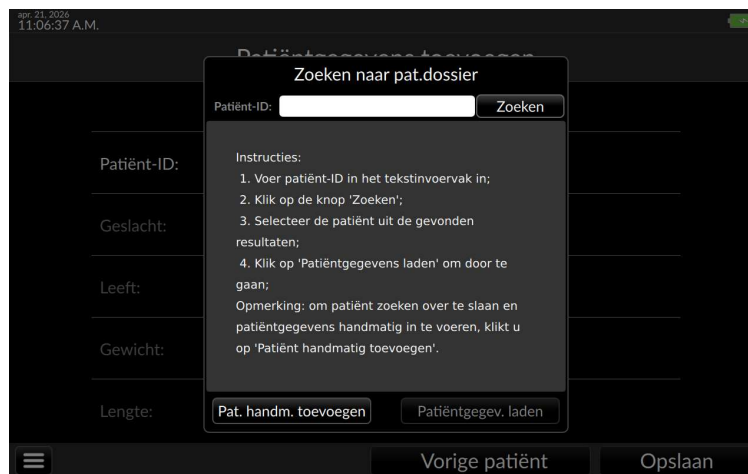 apr. 21, 2026
11:06:37 A.M.
Patiëntgegevens toevoegen
Zoeken naar pat.dossier
Patiënt-ID:
Zoeken
Instructies:
1. Voer patiënt-ID in het tekstinvoervak in;
2. Klik op de knop 'Zoeken';
3. Selecteer de patiënt uit de gevonden
resultaten;
4. Klik op 'Patiëntgegevens laden' om door te
gaan;
Opmerking: om patiënt zoeken over te slaan en
patiëntgegevens handmatig in te voeren, klikt u
op 'Patiënt handmatig toevoegen'.
Pat. handm. toevoegen
Patiëntgegev. laden
Patiënt-ID:
Geslacht:
Leeft:
Gewicht:
Lengte:
Vorige patiënt
Opslaan